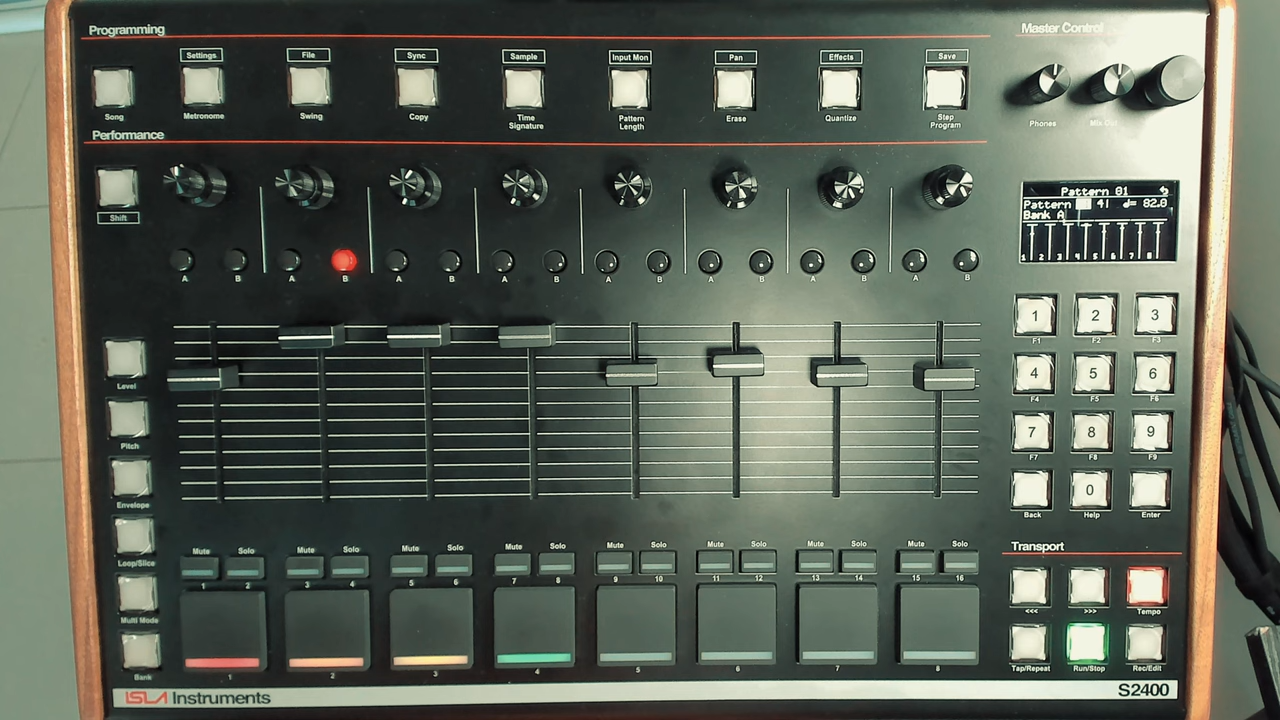 Programming
Master Control
Settings File Sync Sample Input Mon Pan Effects Save
Song Metronome Swing Copy Time Signature Pattern Length Erase Quantize Step Program
Phones Mix Out
Performance
Shift
A B A B A B A B A B A B A B A B
Pattern 01
Pattern 41 ♩= 82.0
Bank A
1 2 3 4 5 6 7 8
1 2 3
F1 F2 F3
4 5 6
F4 F5 F6
7 8 9
F7 F8 F9
0
Back Help Enter
Level
Pitch
Envelope
Loop/Slice
Multi Mode
Bank
Mute Solo Mute Solo Mute Solo Mute Solo Mute Solo Mute Solo Mute Solo Mute Solo
1 2 3 4 5 6 7 8 9 10 11 12 13 14 15 16
1 2 3 4 5 6 7 8
Transport
<<< >>> Tempo
Tap/Repeat Run/Stop Rec/Edit
ISLA Instruments
S2400